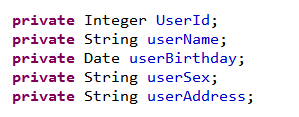 private Integer UserId;
private String userName;
private Date userBirthday;
private String userSex;
private String userAddress;